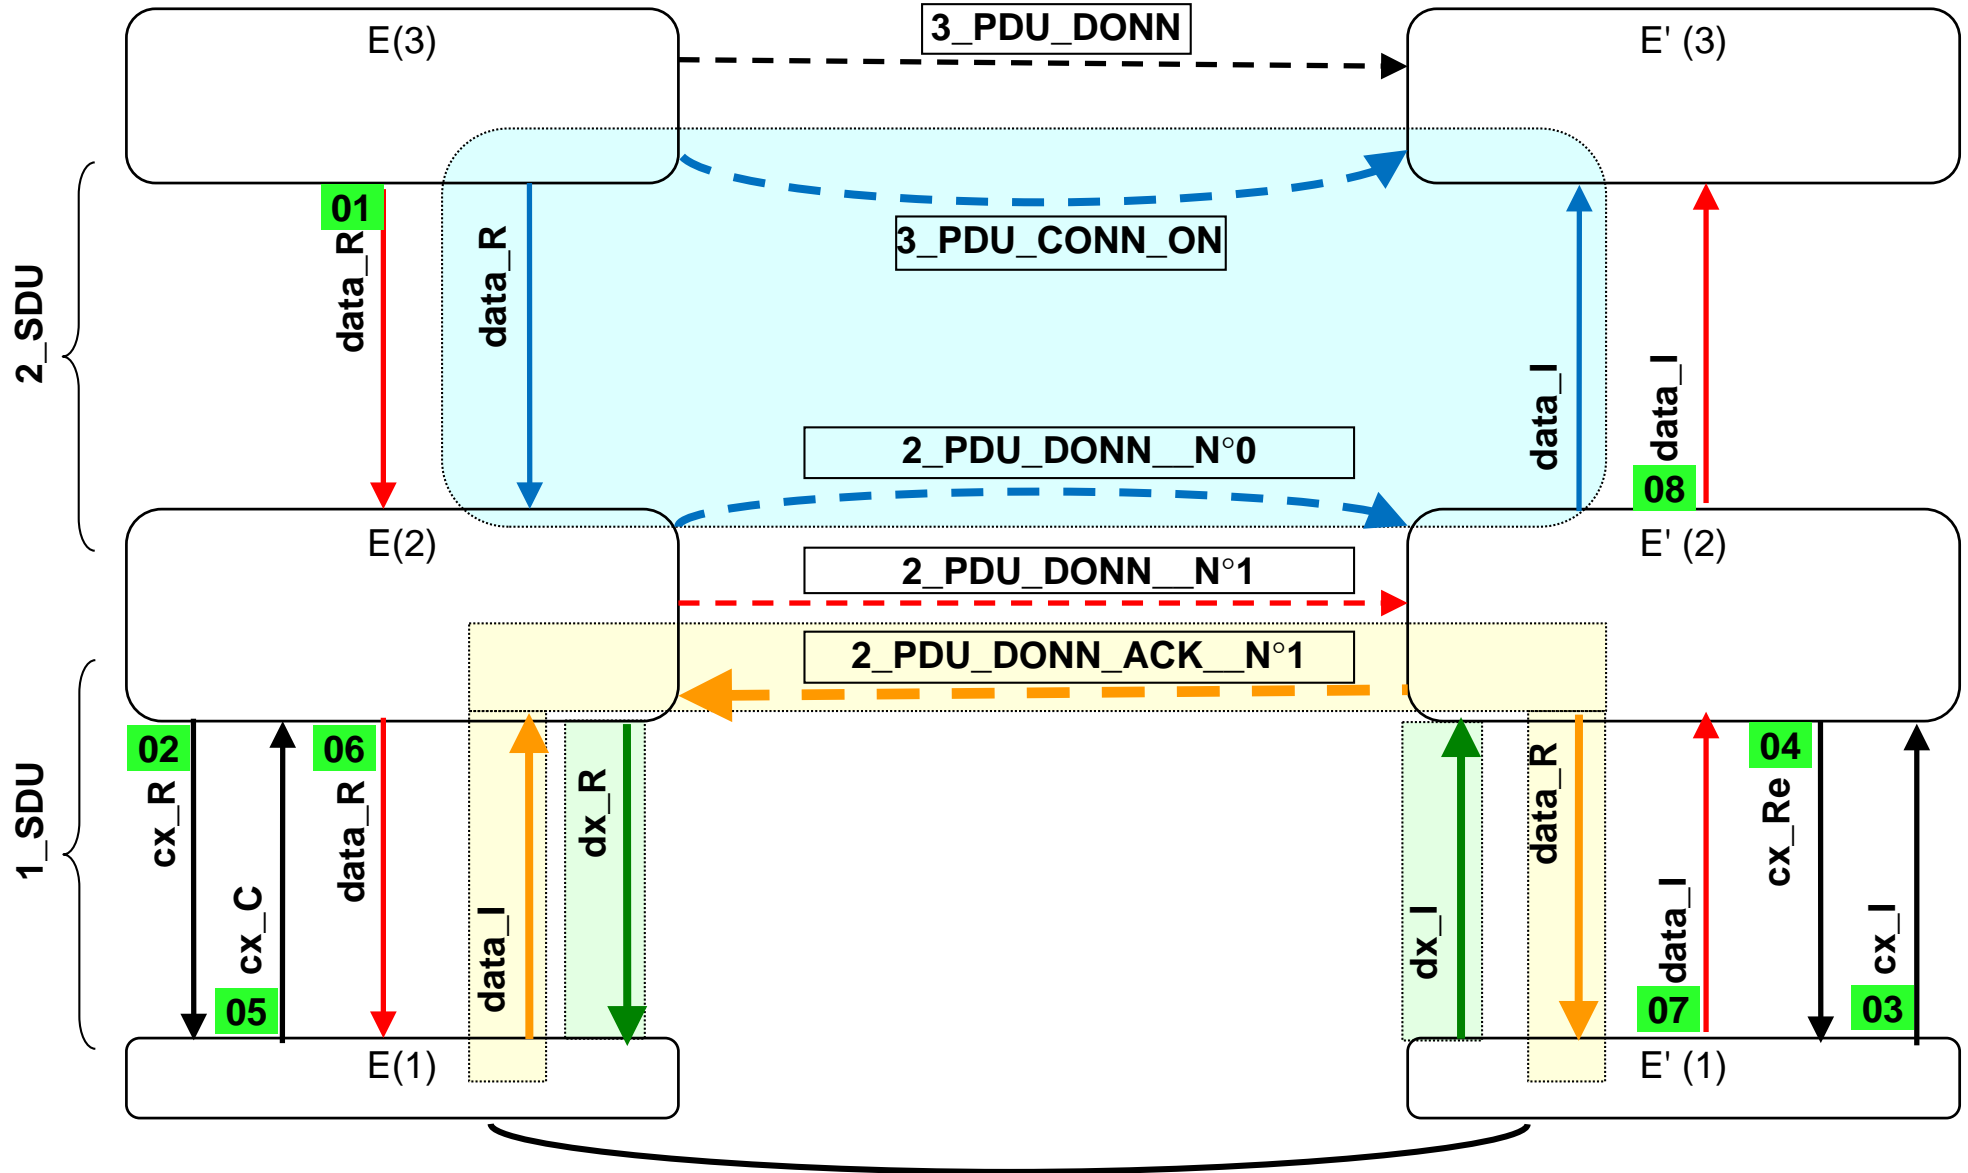 E(3)
3_PDU_DONN
E' (3)
01
data_R
data_R
3_PDU_CONN_ON
2_SDU
data_I
data_I
2_PDU_DONN__N°0
08
E(2)
E' (2)
2_PDU_DONN__N°1
2_PDU_DONN_ACK__N°1
02
06
04
cx_R
data_R
dx_R
data_R
cx_Re
1_SDU
cx_C
data_I
dx_I
data_I
cx_I
05
07
03
E(1)
E' (1)